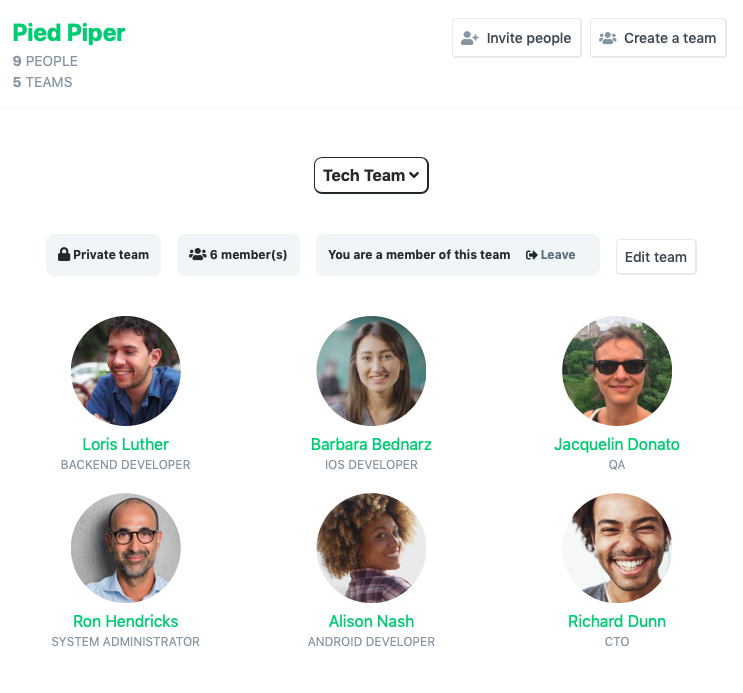 Pied Piper
9 PEOPLE
5 TEAMS
Invite people
Create a team
Tech Team
Private team
6 member(s)
You are a member of this team
Leave
Edit team
Loris Luther
BACKEND DEVELOPER
Barbara Bednarz
IOS DEVELOPER
Jacquelin Donato
QA
Ron Hendricks
SYSTEM ADMINISTRATOR
Alison Nash
ANDROID DEVELOPER
Richard Dunn
CTO